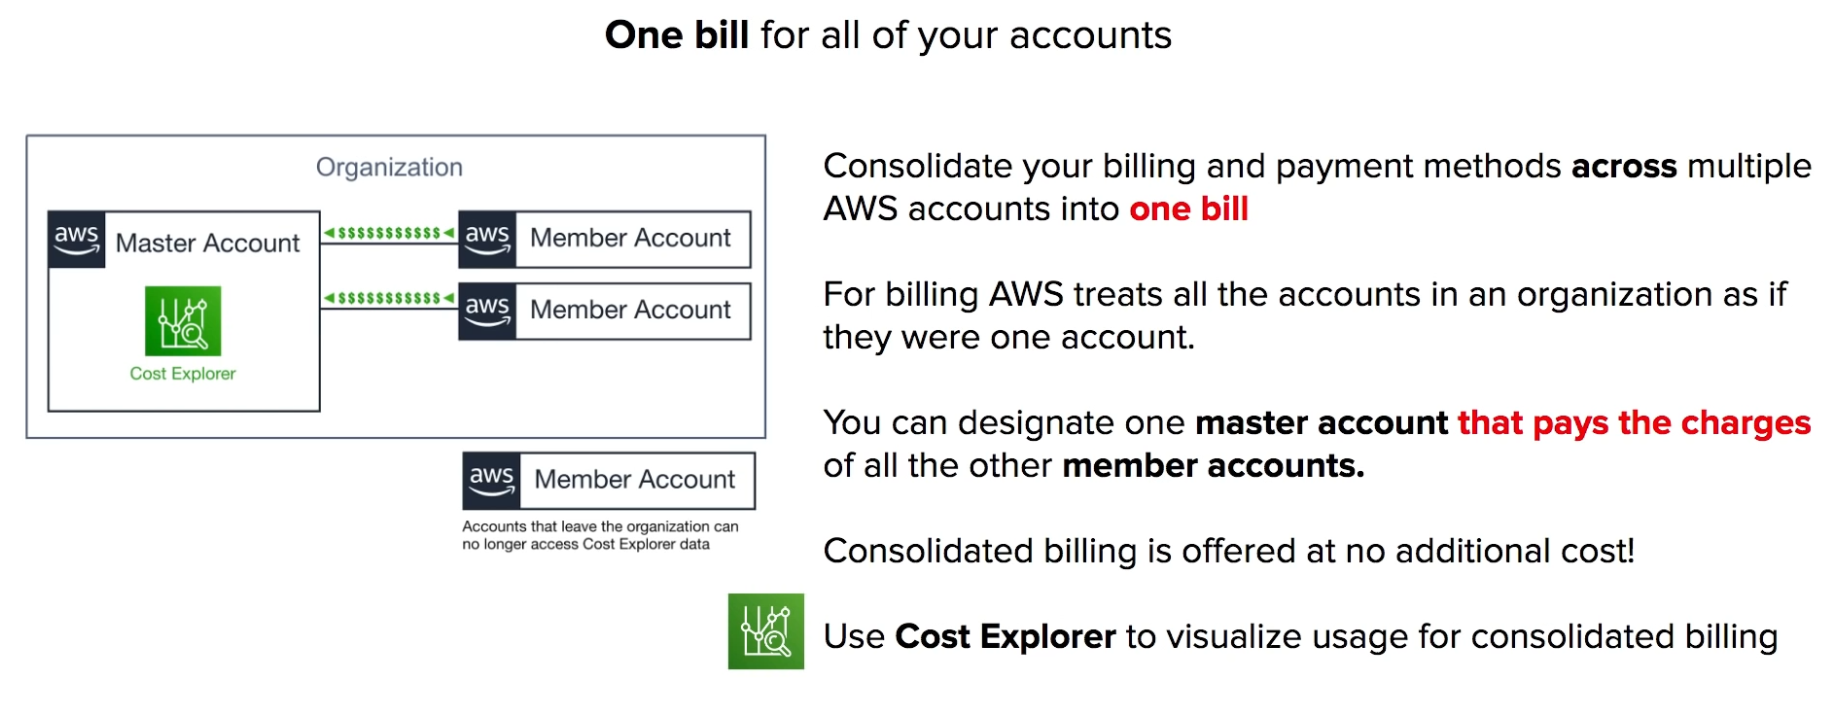 One bill for all of your accounts
Organization
aws
Master Account
Cost Explorer
$$$$$$$$$$$
aws
Member Account
$$$$$$$$$$$
aws
Member Account
aws
Member Account
Accounts that leave the organization can
no longer access Cost Explorer data
Consolidate your billing and payment methods across multiple
AWS accounts into one bill
For billing AWS treats all the accounts in an organization as if
they were one account.
You can designate one master account that pays the charges
of all the other member accounts.
Consolidated billing is offered at no additional cost!
Use Cost Explorer to visualize usage for consolidated billing